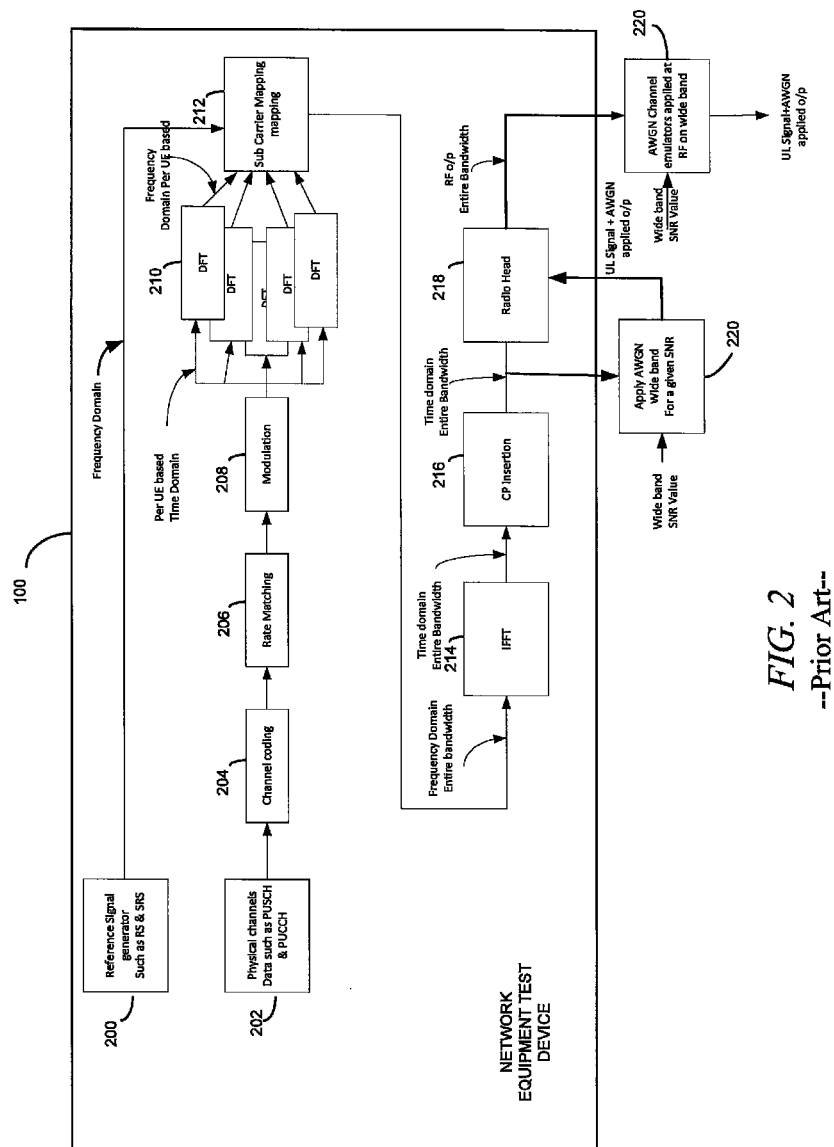 100
Frequency Domain
Reference Signal
generator
Such as RS & SRS
200
Physical channels
Data such as PUSCH
& PUCCH
202
204
Channel coding
206
Rate Matching
208
Modulation
Per UE based
Time Domain
210
DFT
DFT
DFT
DFT
DFT
Frequency
Domain Per UE based
212
Sub Carrier Mapping
mapping
Frequency Domain
Entire bandwidth
214
IFFT
Time domain
Entire Bandwidth
216
CP Insertion
Time domain
Entire Bandwidth
218
Radio Head
RF o/p
Entire Bandwidth
NETWORK
EQUIPMENT TEST
DEVICE
Wide band
SNR Value
Apply AWGN
Wide band
For a given SNR
220
UL Signal + AWGN
applied o/p
Wide band
SNR Value
AWGN Channel
emulators applied at
RF on wide band
220
UL Signal+AWGN
applied o/p
FIG. 2
--Prior Art--